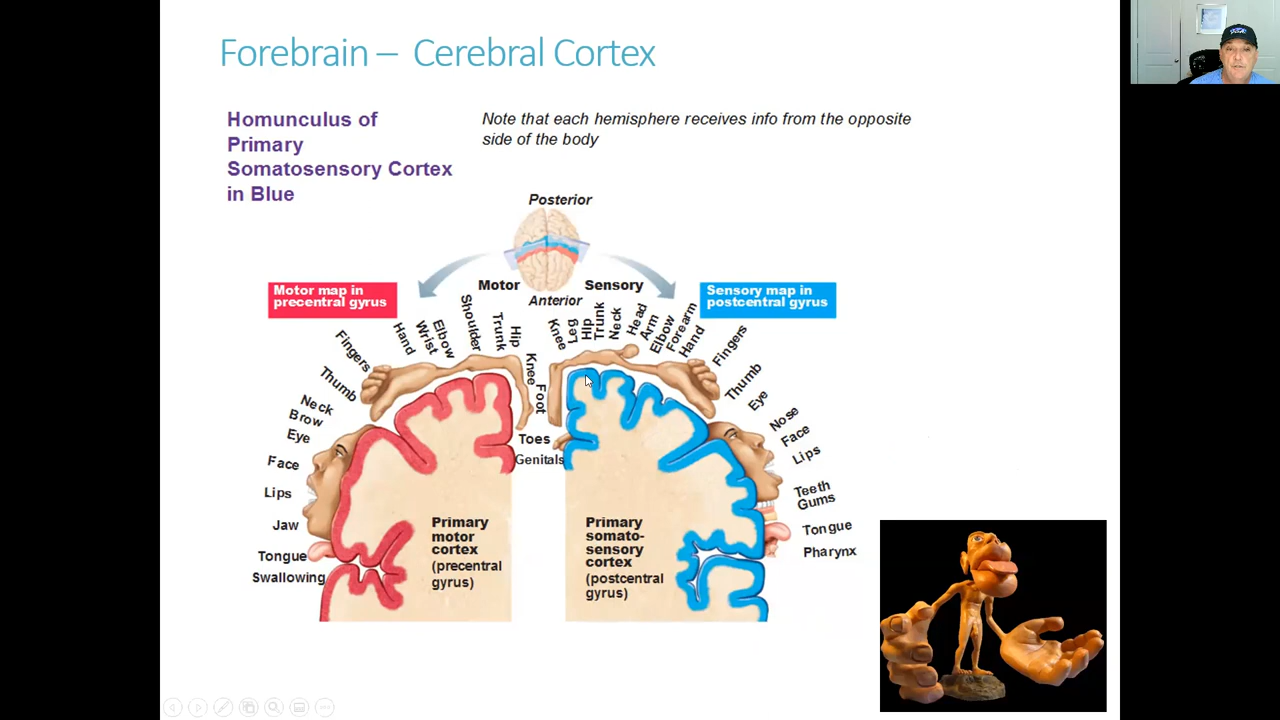 Forebrain – Cerebral Cortex
Homunculus of
Primary
Somatosensory Cortex
in Blue
Note that each hemisphere receives info from the opposite
side of the body
Posterior
Motor
Sensory
Anterior
Motor map in
precentral gyrus
Sensory map in
postcentral gyrus
Swallowing
Tongue
Jaw
Lips
Face
Eye
Brow
Neck
Thumb
Fingers
Hand
Wrist
Elbow
Shoulder
Trunk
Hip
Knee
Foot
Toes
Genitals
Knee
Leg
Hip
Trunk
Neck
Head
Arm
Elbow
Forearm
Hand
Fingers
Thumb
Eye
Nose
Face
Lips
Teeth
Gums
Tongue
Pharynx
Primary
motor
cortex
(precentral
gyrus)
Primary
somato-
sensory
cortex
(postcentral
gyrus)